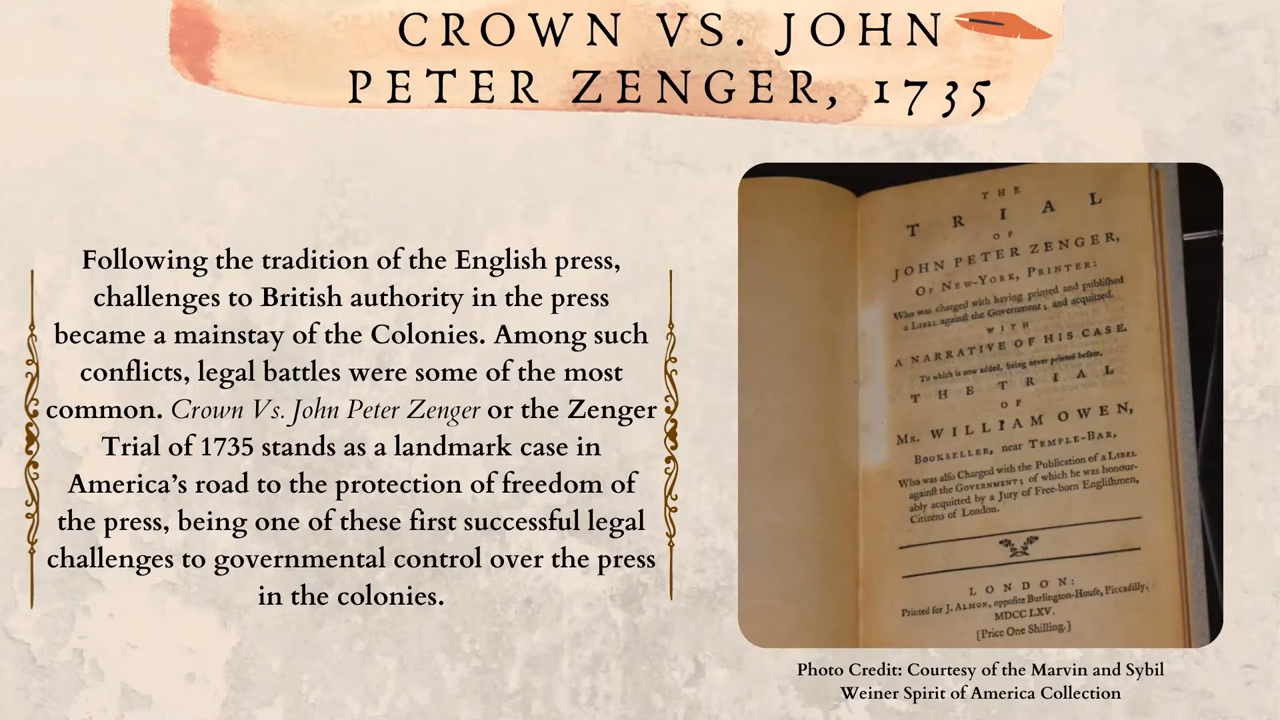 CROWN VS. JOHN
PETER ZENGER, 1735
Following the tradition of the English press,
challenges to British authority in the press
became a mainstay of the Colonies. Among such
conflicts, legal battles were some of the most
common. Crown Vs. John Peter Zenger or the Zenger
Trial of 1735 stands as a landmark case in
America’s road to the protection of freedom of
the press, being one of these first successful legal
challenges to governmental control over the press
in the colonies.
THE
TRIAL
OF
JOHN PETER ZENGER,
OF NEW-YORK, PRINTER:
Who was charged with having printed and publiſhed
a LIBEL againſt the Government; and acquitted.
WITH
A NARRATIVE OF HIS CASE.
To which is now added, being never printed before,
THE TRIAL
OF
MR. WILLIAM OWEN,
BOOKSELLER, near TEMPLE-BAR,
Who was alſo Charged with the Publication of a LIBEL
againſt the GOVERNMENT; of which he was honour-
ably acquitted by a Jury of Free-born Engliſhmen,
Citizens of London.
LONDON:
Printed for J. ALMON, oppoſite Burlington-Houſe, Piccadilly.
MDCC LXV.
[Price One Shilling.]
Photo Credit: Courtesy of the Marvin and Sybil
Weiner Spirit of America Collection